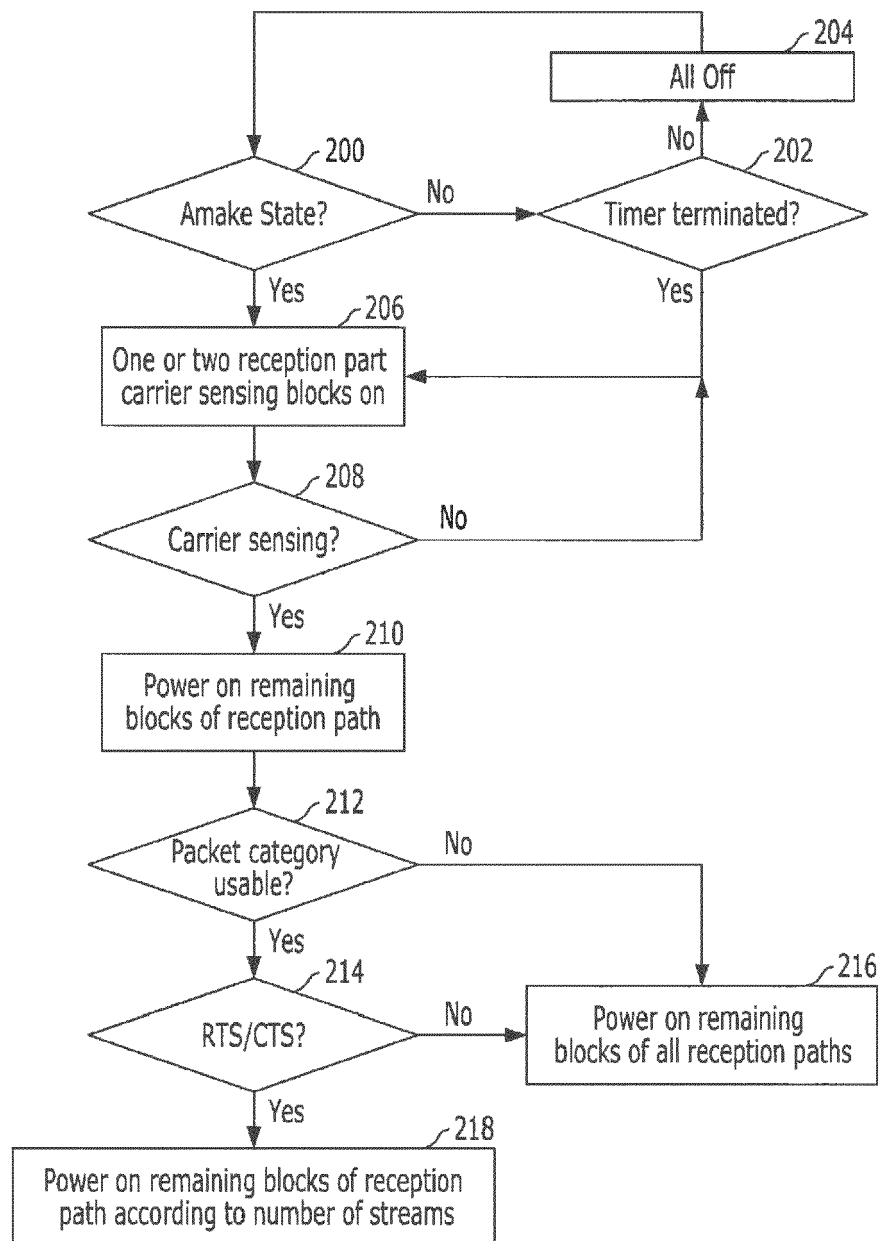 204
All Off
No
200
202
Amake State?
No
Timer terminated?
Yes
Yes
206
One or two reception part
carrier sensing blocks on
208
Carrier sensing?
No
Yes
210
Power on remaining
blocks of reception path
212
Packet category
usable?
No
Yes
214
216
RTS/CTS?
No
Power on remaining
blocks of all reception paths
Yes
218
Power on remaining blocks of reception
path according to number of streams